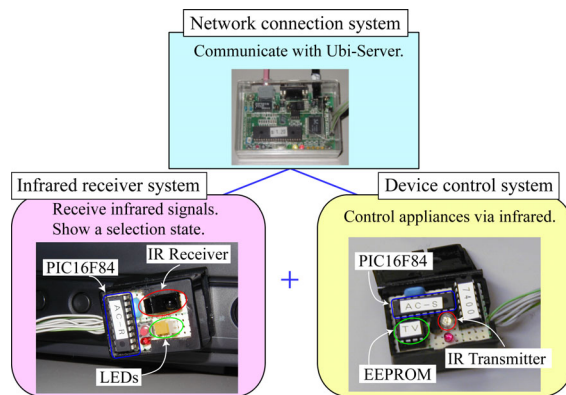 Network connection system
Communicate with Ubi-Server.
Infrared receiver system
Receive infrared signals.
Show a selection state.
PIC16F84
IR Receiver
AC-R
LEDs
+
Device control system
Control appliances via infrared.
PIC16F84
AC-S
7400
TV
EEPROM
IR Transmitter